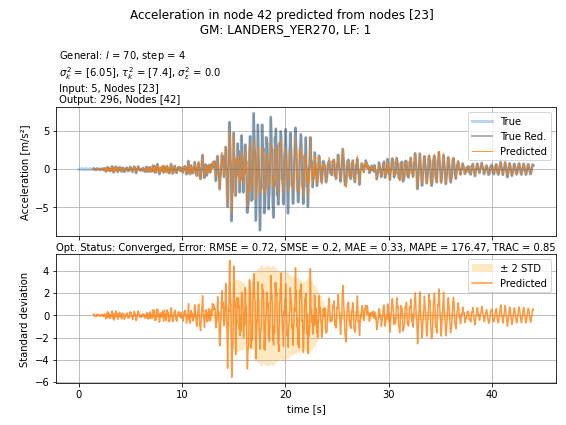 Acceleration in node 42 predicted from nodes [23]
GM: LANDERS_YER270, LF: 1
General: l = 70, step = 4
σ²ₖ = [6.05], τ²ₖ = [7.4], σ²ε = 0.0
Input: 5, Nodes [23]
Output: 296, Nodes [42]
Acceleration [m/s²]
5
0
−5
True
True Red.
Predicted
Opt. Status: Converged, Error: RMSE = 0.72, SMSE = 0.2, MAE = 0.33, MAPE = 176.47, TRAC = 0.85
Standard deviation
4
2
0
−2
−4
−6
± 2 STD
Predicted
0 10 20 30 40
time [s]